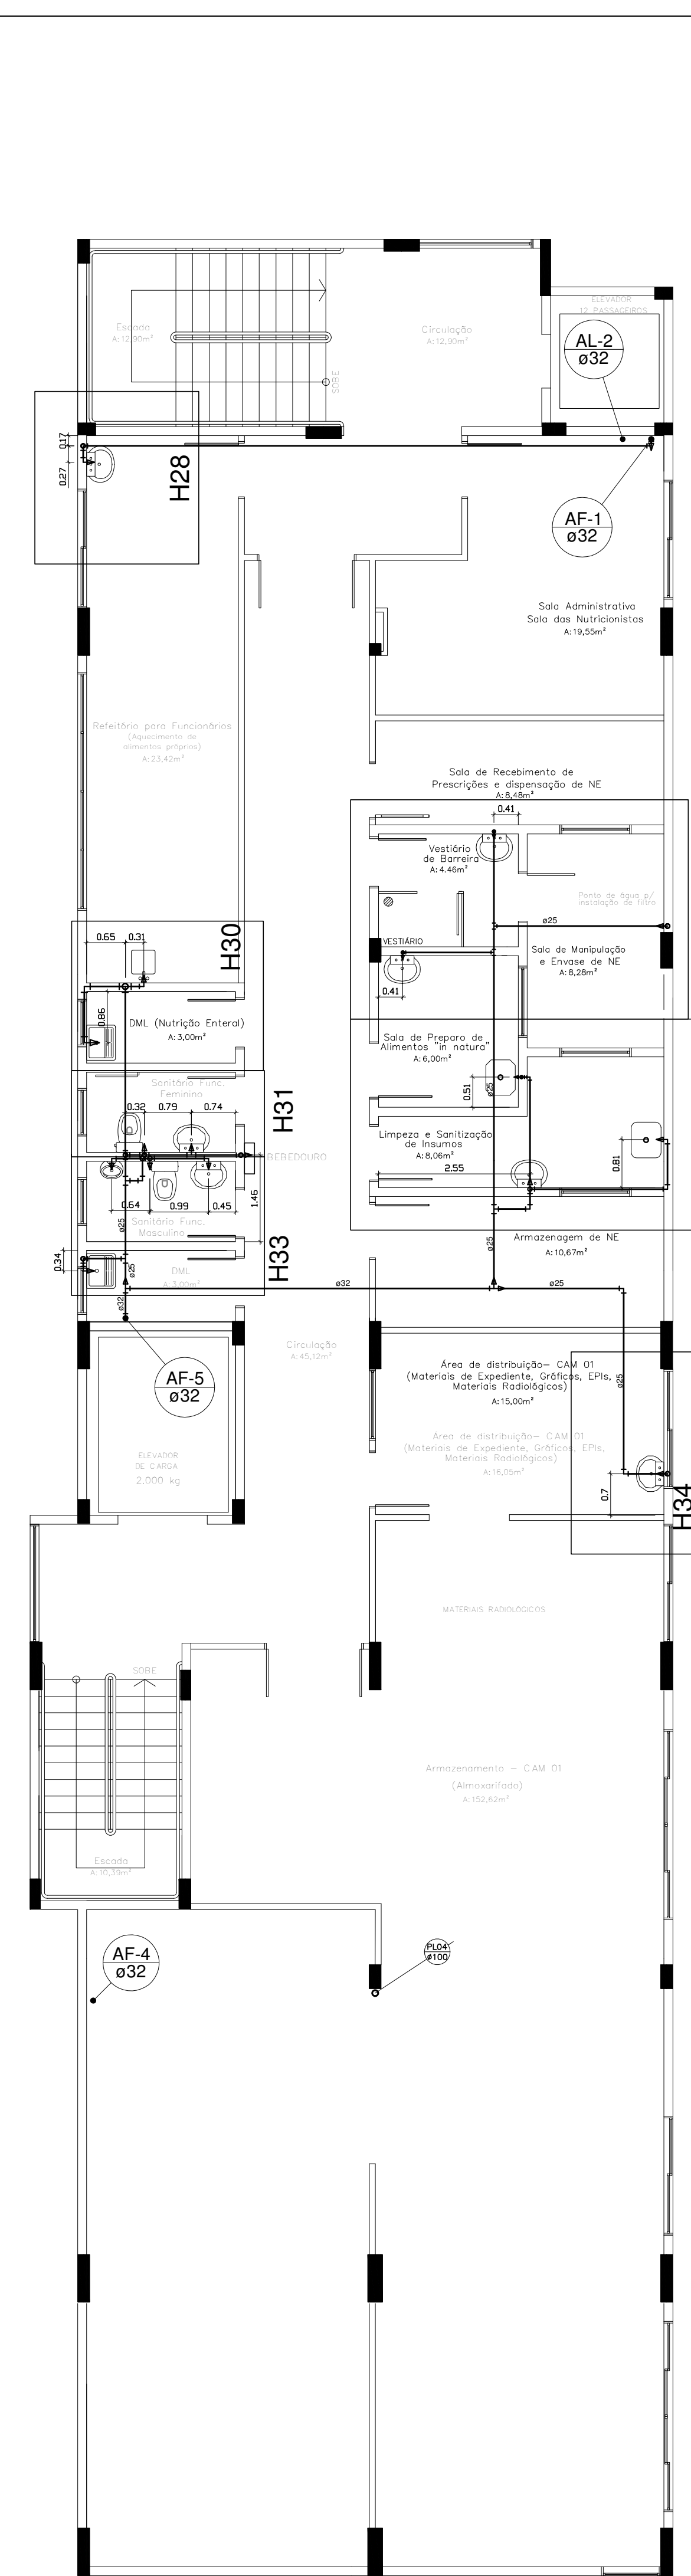 ELEVADOR
12 PASSAGEIROS
Escada
A: 12,90m²
Circulação
A: 12,90m²
SOBE
AL-2
ø32
0.17
0.27
H28
AF-1
ø32
Sala Administrativa
Sala das Nutricionistas
A: 19,55m²
Refeitório para Funcionários
(Aquecimento de
alimentos próprios)
A: 23,42m²
Sala de Recebimento de
Prescrições e dispensação de NE
A: 8,48m²
0.41
Vestiário
de Barreira
A: 4.46m²
Ponto de água p/
instalação de filtro
ø25
VESTIÁRIO
Sala de Manipulação
e Envase de NE
A: 8,28m²
0.41
0.65
0.31
H30
0.86
DML (Nutrição Enteral)
A: 3,00m²
Sala de Preparo de
Alimentos "in natura"
A: 6,00m²
0.51
ø25
Sanitário Func.
Feminino
0.32
0.79
0.74
H31
BEBEDOURO
Limpeza e Sanitização
de Insumos
A: 8,06m²
2.55
0.81
0.64
0.99
0.45
1.46
ø25
Sanitário Func.
Masculino
H33
ø25
Armazenagem de NE
A: 10,67m²
0.34
DML
A: 3,00m²
ø25
ø32
ø32
ø25
Circulação
A: 45,12m²
AF-5
ø32
Área de distribuição- CAM 01
(Materiais de Expediente, Gráficos, EPIs,
Materiais Radiológicos)
A: 15,00m²
ø25
Área de distribuição- CAM 01
(Materiais de Expediente, Gráficos, EPIs,
Materiais Radiológicos)
A: 16,05m²
ELEVADOR
DE CARGA
2.000 kg
0.7
H34
MATERIAIS RADIOLÓGICOS
SOBE
Armazenamento - CAM 01
(Almoxarifado)
A: 152,62m²
Escada
A: 10,39m²
AF-4
ø32
PL04
ø100